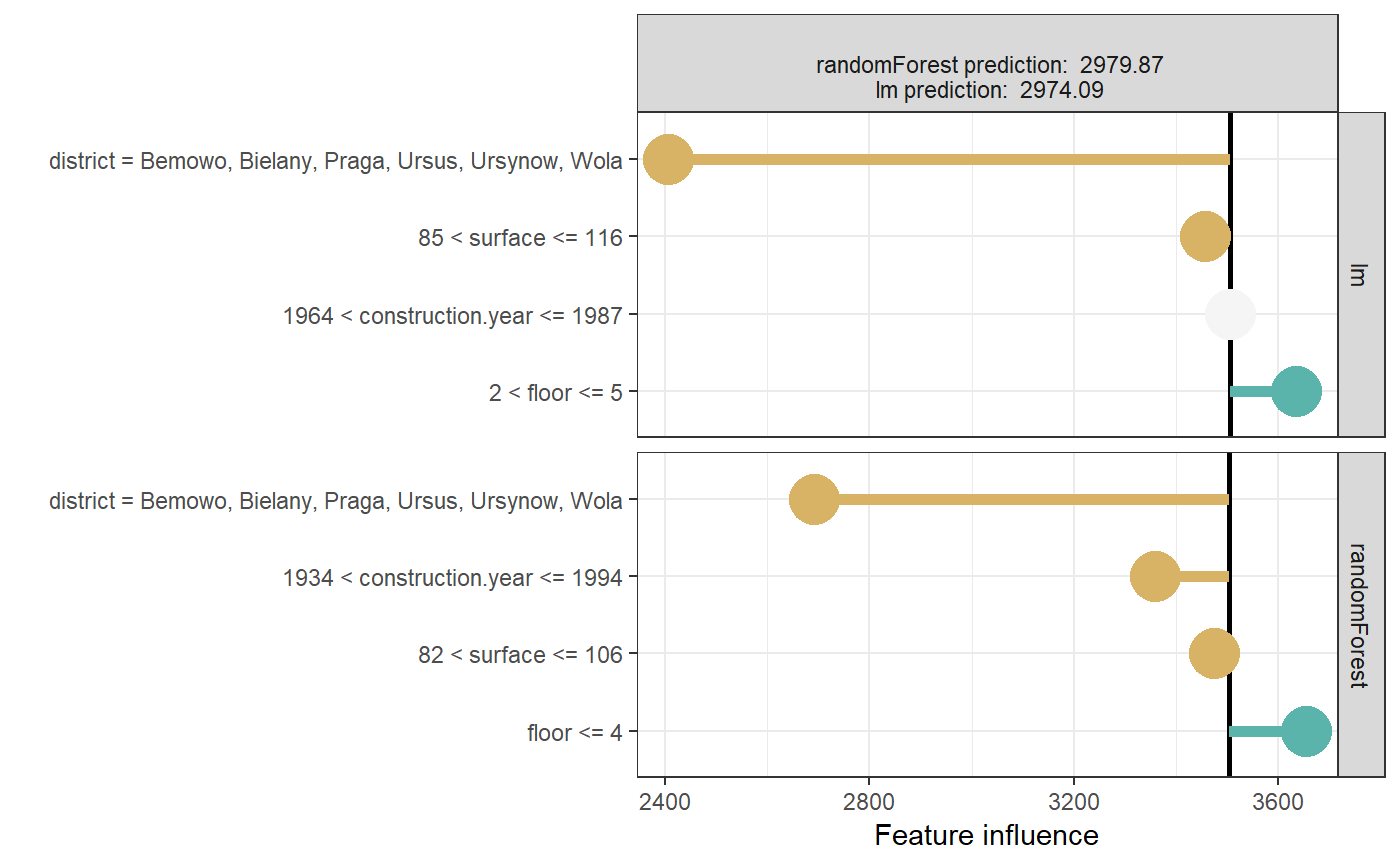 randomForest prediction:  2979.87
lm prediction:  2974.09
district = Bemowo, Bielany, Praga, Ursus, Ursynow, Wola
85 < surface <= 116
1964 < construction.year <= 1987
2 < floor <= 5
lm
district = Bemowo, Bielany, Praga, Ursus, Ursynow, Wola
1934 < construction.year <= 1994
82 < surface <= 106
floor <= 4
randomForest
2400 2800 3200 3600
Feature influence